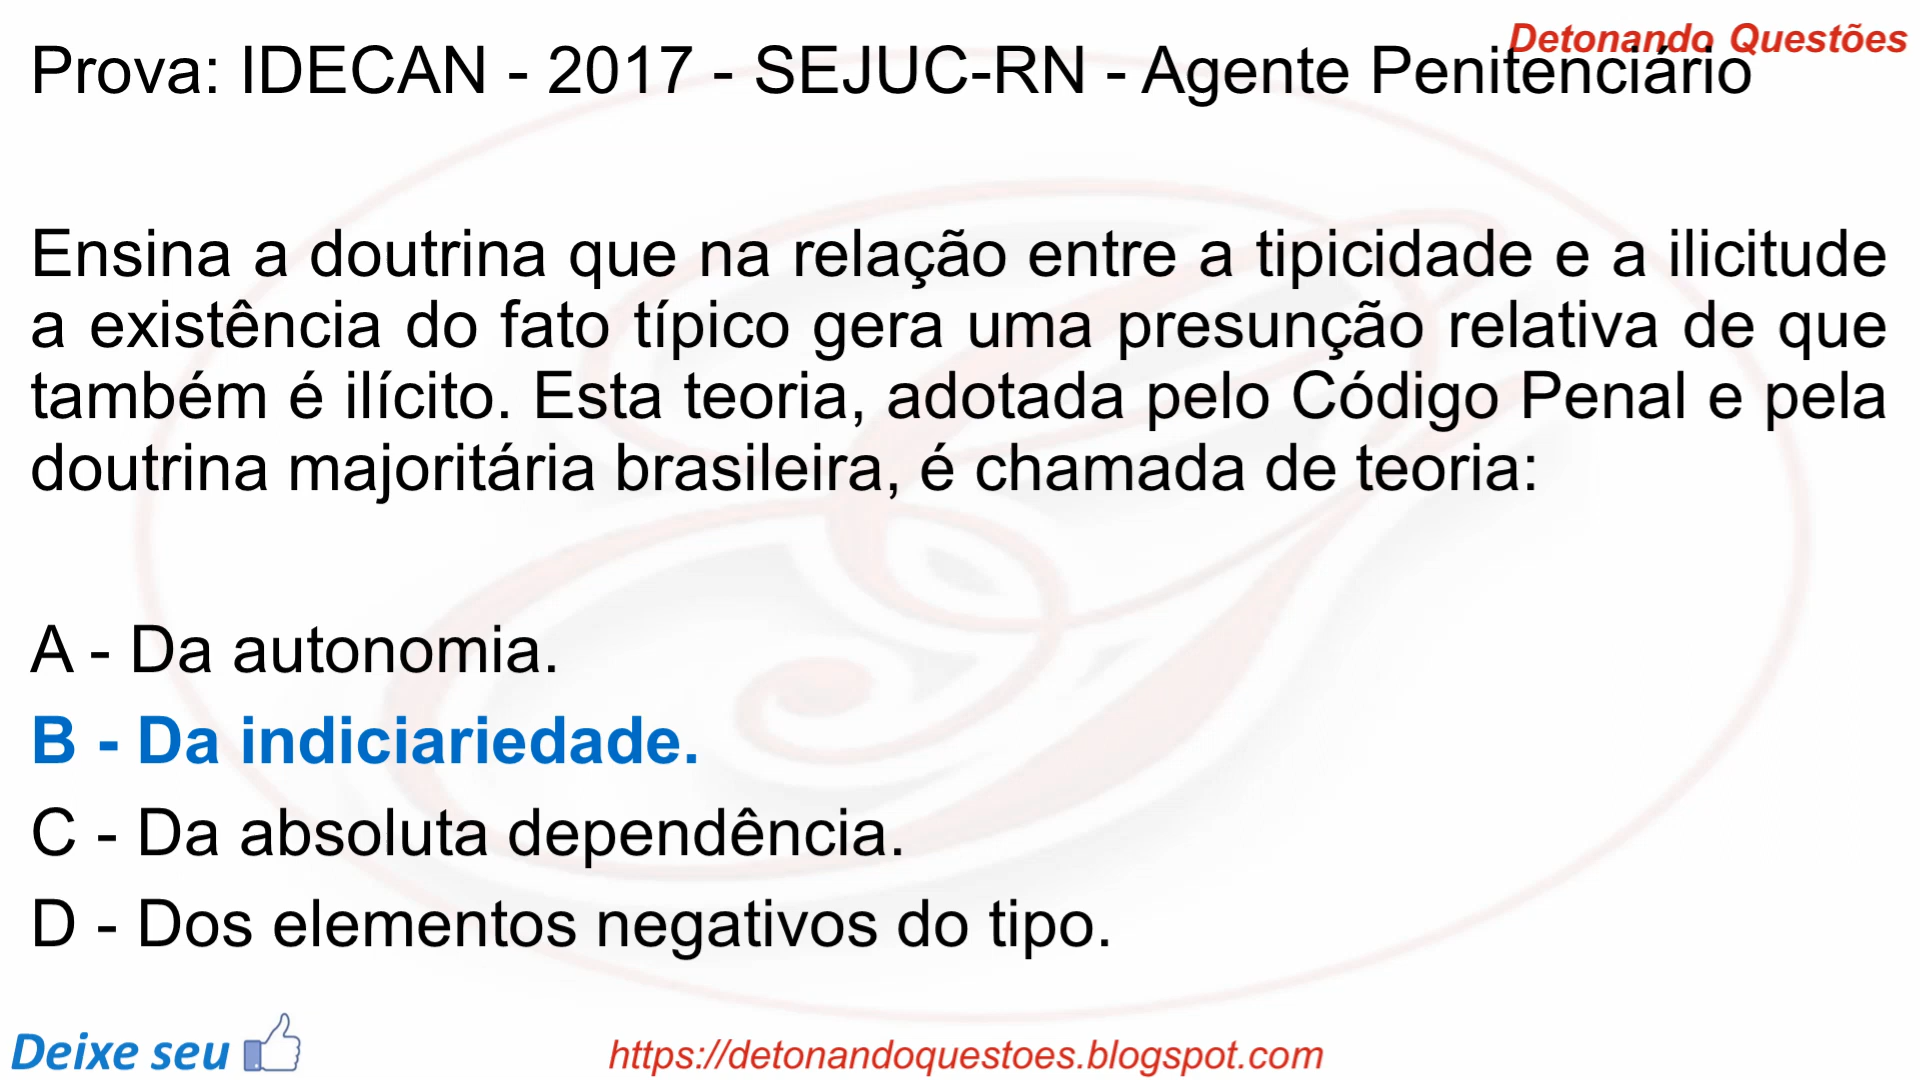 Detonando Questões
Prova: IDECAN - 2017 - SEJUC-RN - Agente Penitenciário
Ensina a doutrina que na relação entre a tipicidade e a ilicitude
a existência do fato típico gera uma presunção relativa de que
também é ilícito. Esta teoria, adotada pelo Código Penal e pela
doutrina majoritária brasileira, é chamada de teoria:
A - Da autonomia.
B - Da indiciariedade.
C - Da absoluta dependência.
D - Dos elementos negativos do tipo.
Deixe seu
https://detonandoquestoes.blogspot.com